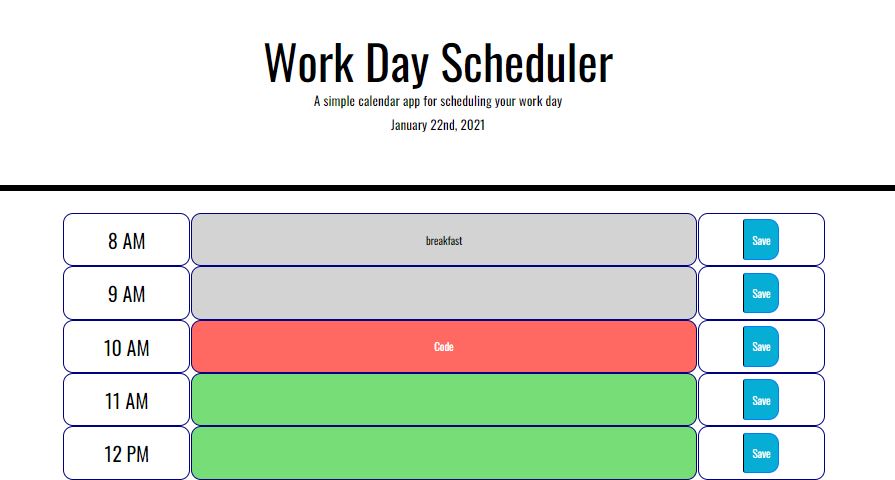 Work Day Scheduler
A simple calendar app for scheduling your work day
January 22nd, 2021
8 AM breakfast Save
9 AM Save
10 AM Code Save
11 AM Save
12 PM Save